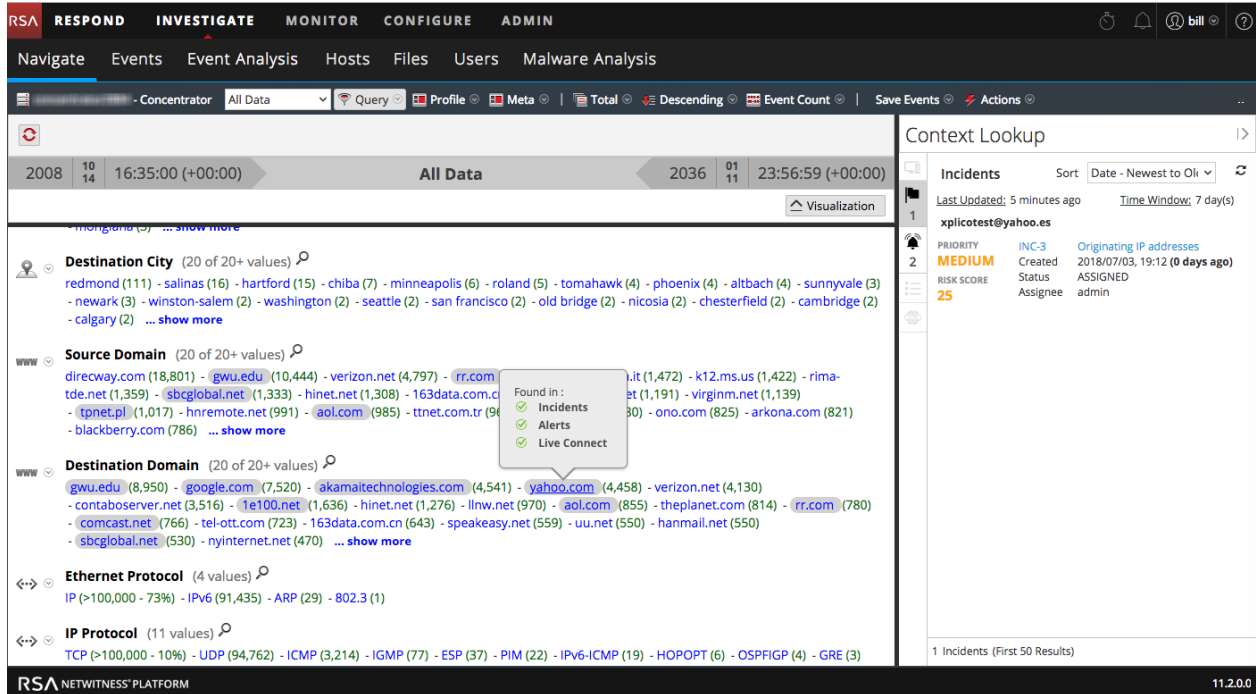 RSA RESPOND INVESTIGATE MONITOR CONFIGURE ADMIN bill ?
Navigate Events Event Analysis Hosts Files Users Malware Analysis
- Concentrator All Data Query Profile Meta | Total Descending Event Count | Save Events Actions ..
Context Lookup
2008 10 14 16:35:00 (+00:00) All Data 2036 01 11 23:56:59 (+00:00)
Visualization
- mongiana (3) ... show more
Destination City (20 of 20+ values)
redmond (111) - salinas (16) - hartford (15) - chiba (7) - minneapolis (6) - roland (5) - tomahawk (4) - phoenix (4) - altbach (4) - sunnyvale (3)
- newark (3) - winston-salem (2) - washington (2) - seattle (2) - san francisco (2) - old bridge (2) - nicosia (2) - chesterfield (2) - cambridge (2)
- calgary (2) ... show more
www Source Domain (20 of 20+ values)
direcway.com (18,801) - gwu.edu (10,444) - verizon.net (4,797) - rr.com .it (1,472) - k12.ms.us (1,422) - rima-
tde.net (1,359) - sbcglobal.net (1,333) - hinet.net (1,308) - 163data.com.c et (1,191) - virginm.net (1,139)
- tpnet.pl (1,017) - hnremote.net (991) - aol.com (985) - ttnet.com.tr (9 80) - ono.com (825) - arkona.com (821)
- blackberry.com (786) ... show more
Found in :
Incidents
Alerts
Live Connect
www Destination Domain (20 of 20+ values)
gwu.edu (8,950) - google.com (7,520) - akamaitechnologies.com (4,541) - yahoo.com (4,458) - verizon.net (4,130)
- contaboserver.net (3,516) - 1e100.net (1,636) - hinet.net (1,276) - llnw.net (970) - aol.com (855) - theplanet.com (814) - rr.com (780)
- comcast.net (766) - tel-ott.com (723) - 163data.com.cn (643) - speakeasy.net (559) - uu.net (550) - hanmail.net (550)
- sbcglobal.net (530) - nyinternet.net (470) ... show more
Ethernet Protocol (4 values)
IP (>100,000 - 73%) - IPv6 (91,435) - ARP (29) - 802.3 (1)
IP Protocol (11 values)
TCP (>100,000 - 10%) - UDP (94,762) - ICMP (3,214) - IGMP (77) - ESP (37) - PIM (22) - IPv6-ICMP (19) - HOPOPT (6) - OSPFIGP (4) - GRE (3)
1
2
Incidents Sort Date - Newest to Ol
Last Updated: 5 minutes ago Time Window: 7 day(s)
xplicotest@yahoo.es
PRIORITY INC-3 Originating IP addresses
MEDIUM Created 2018/07/03, 19:12 (0 days ago)
RISK SCORE Status ASSIGNED
25 Assignee admin
1 Incidents (First 50 Results)
RSA NETWITNESS® PLATFORM 11.2.0.0